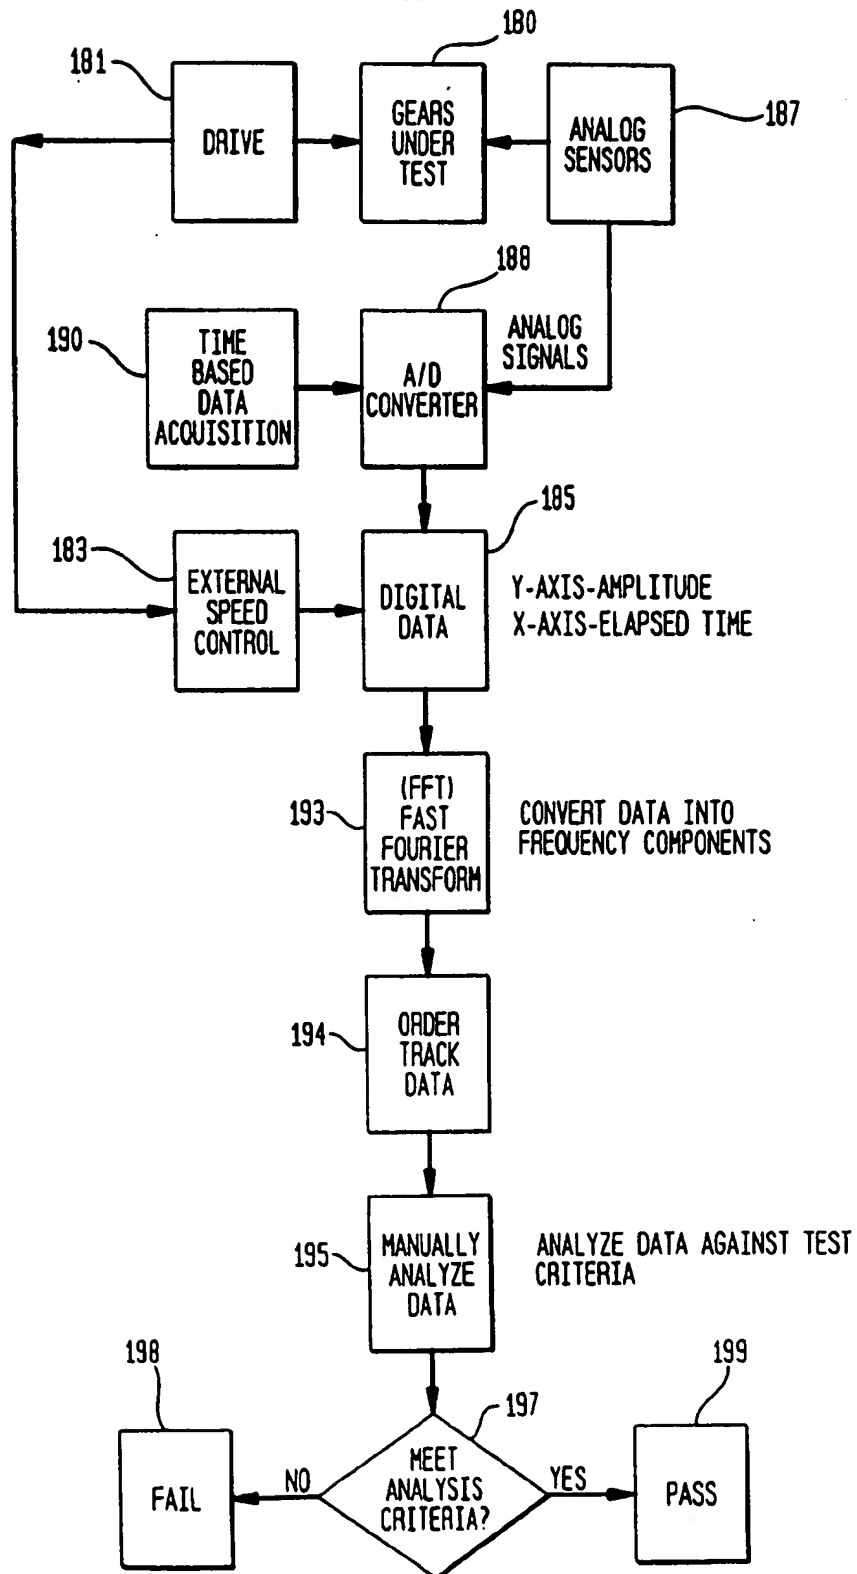 180
181
DRIVE
GEARS
UNDER
TEST
ANALOG
SENSORS
187
188
190
TIME
BASED
DATA
ACQUISITION
A/D
CONVERTER
ANALOG
SIGNALS
185
183
EXTERNAL
SPEED
CONTROL
DIGITAL
DATA
Y-AXIS-AMPLITUDE
X-AXIS-ELAPSED TIME
193
(FFT)
FAST
FOURIER
TRANSFORM
CONVERT DATA INTO
FREQUENCY COMPONENTS
194
ORDER
TRACK
DATA
195
MANUALLY
ANALYZE
DATA
ANALYZE DATA AGAINST TEST
CRITERIA
198
197
199
FAIL
NO
MEET
ANALYSIS
CRITERIA?
YES
PASS